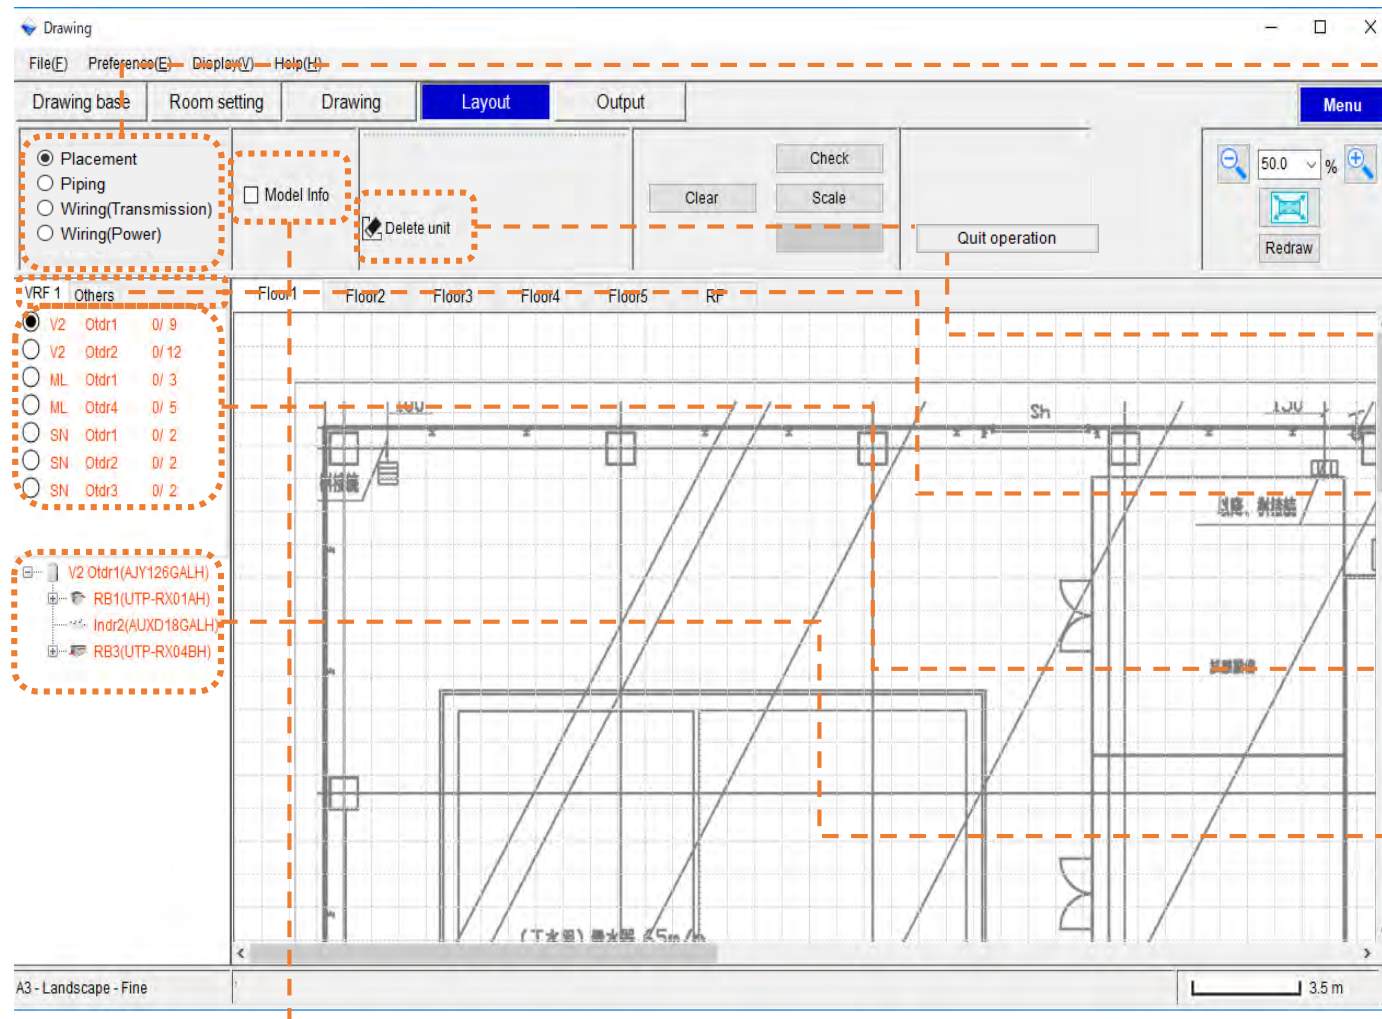 Drawing
File(F) Preference(E) Display(V) Help(H)
Drawing base Room setting Drawing Layout Output Menu
Placement
Piping
Wiring(Transmission)
Wiring(Power)
Model Info
Delete unit
Clear
Check
Scale
Quit operation
50.0 %
Redraw
VRF 1 Others
Floor1 Floor2 Floor3 Floor4 Floor5 RF
V2 Otdr1 0/ 9
V2 Otdr2 0/ 12
ML Otdr1 0/ 3
ML Otdr4 0/ 5
SN Otdr1 0/ 2
SN Otdr2 0/ 2
SN Otdr3 0/ 2
V2 Otdr1(AJY126GALH)
RB1(UTP-RX01AH)
Indr2(AUXD18GALH)
RB3(UTP-RX04BH)
Sh
150
A3 - Landscape - Fine
3.5 m